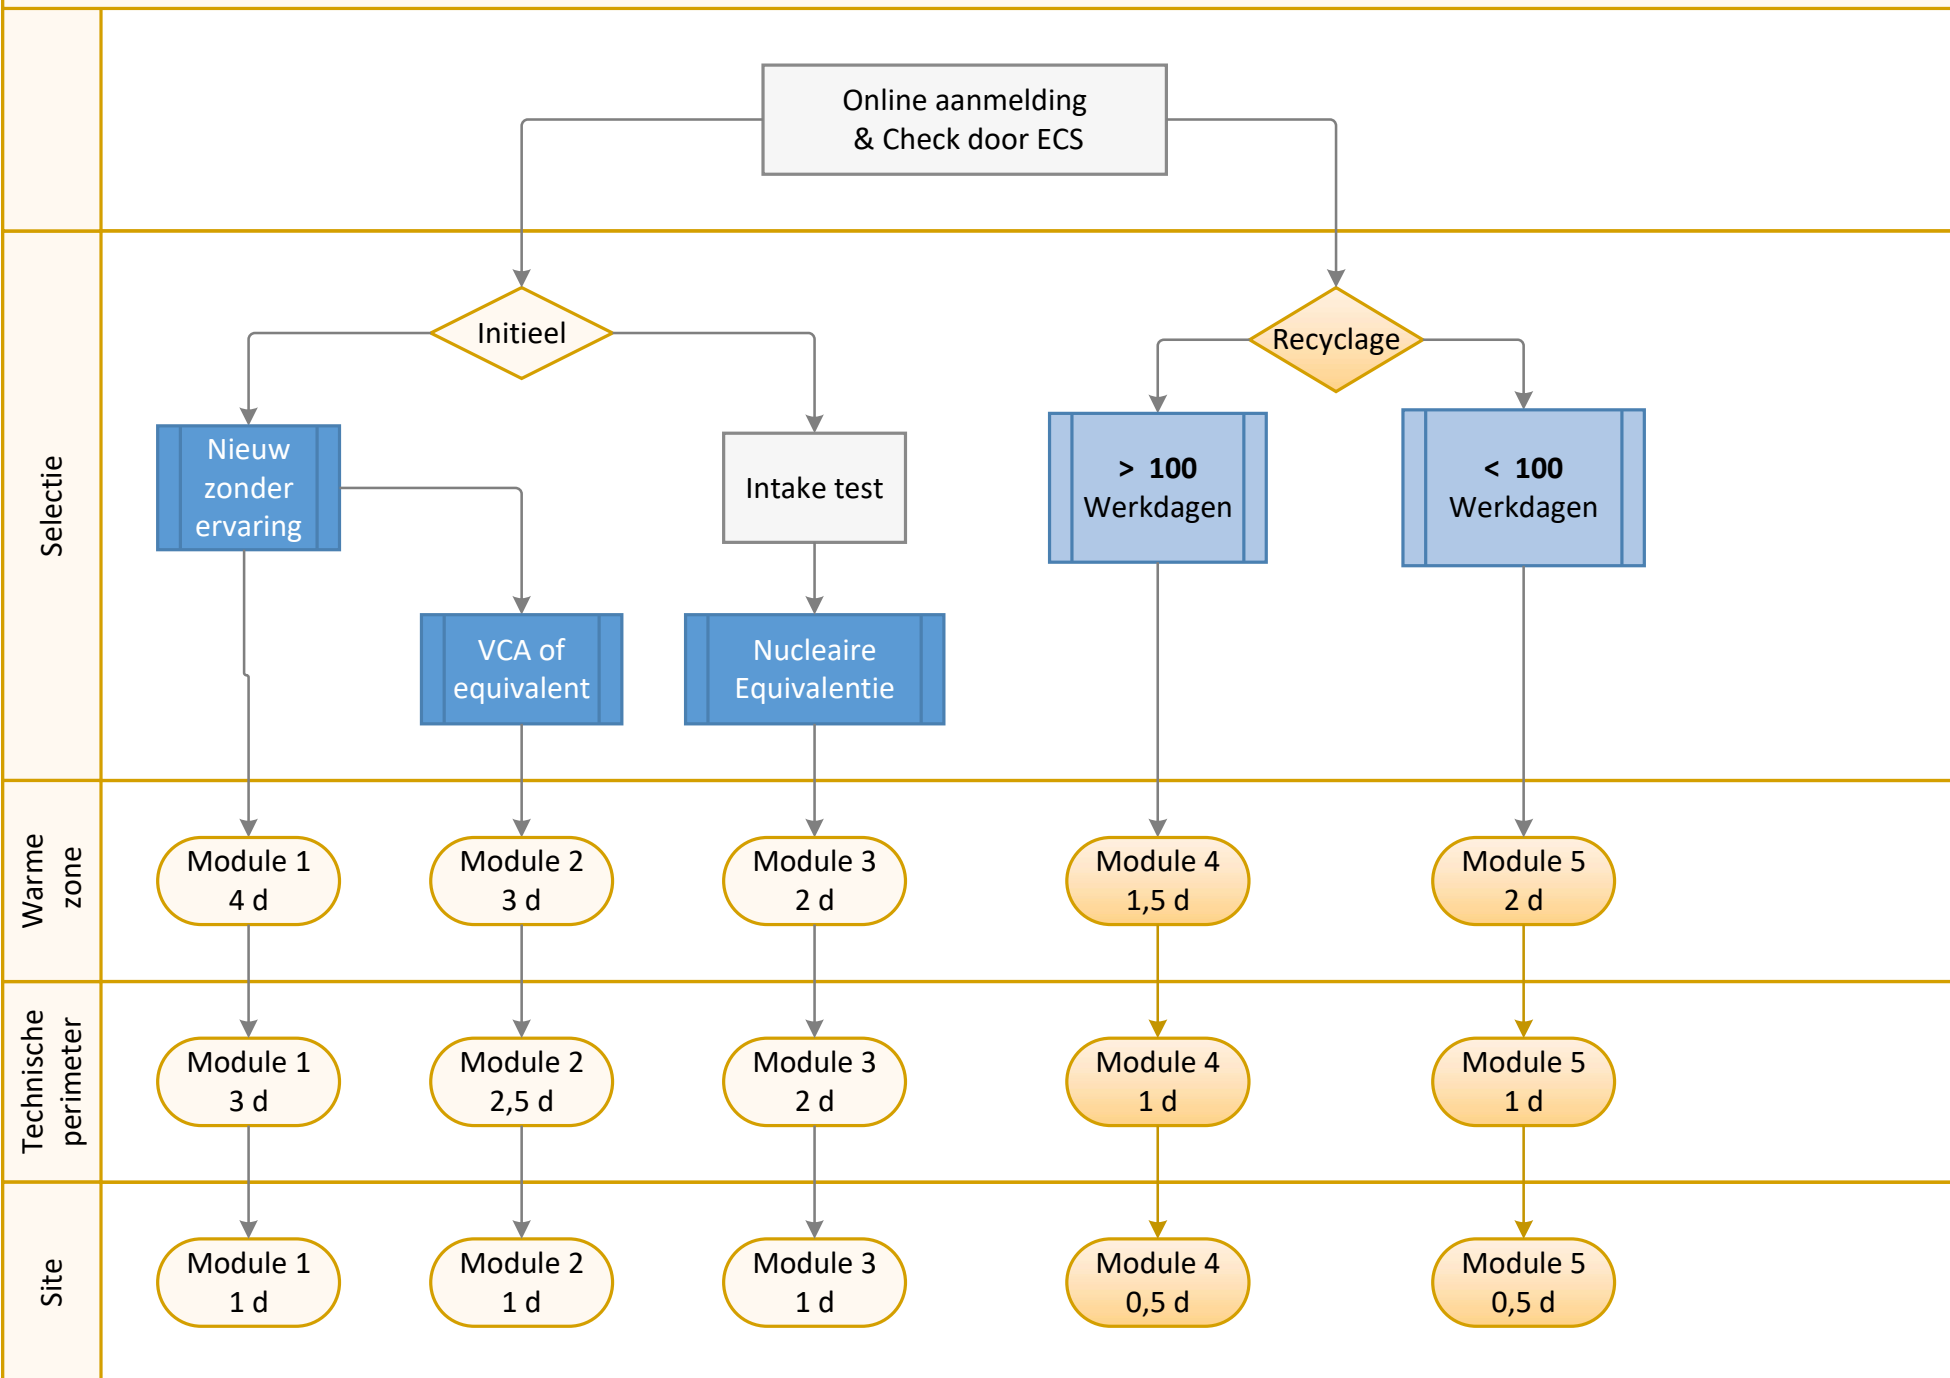 Online aanmelding
& Check door ECS
Selectie
Initieel
Recyclage
Nieuw
zonder
ervaring
Intake test
> 100
Werkdagen
< 100
Werkdagen
VCA of
equivalent
Nucleaire
Equivalentie
Warme
zone
Module 1
4 d
Module 2
3 d
Module 3
2 d
Module 4
1,5 d
Module 5
2 d
Technische
perimeter
Module 1
3 d
Module 2
2,5 d
Module 3
2 d
Module 4
1 d
Module 5
1 d
Site
Module 1
1 d
Module 2
1 d
Module 3
1 d
Module 4
0,5 d
Module 5
0,5 d